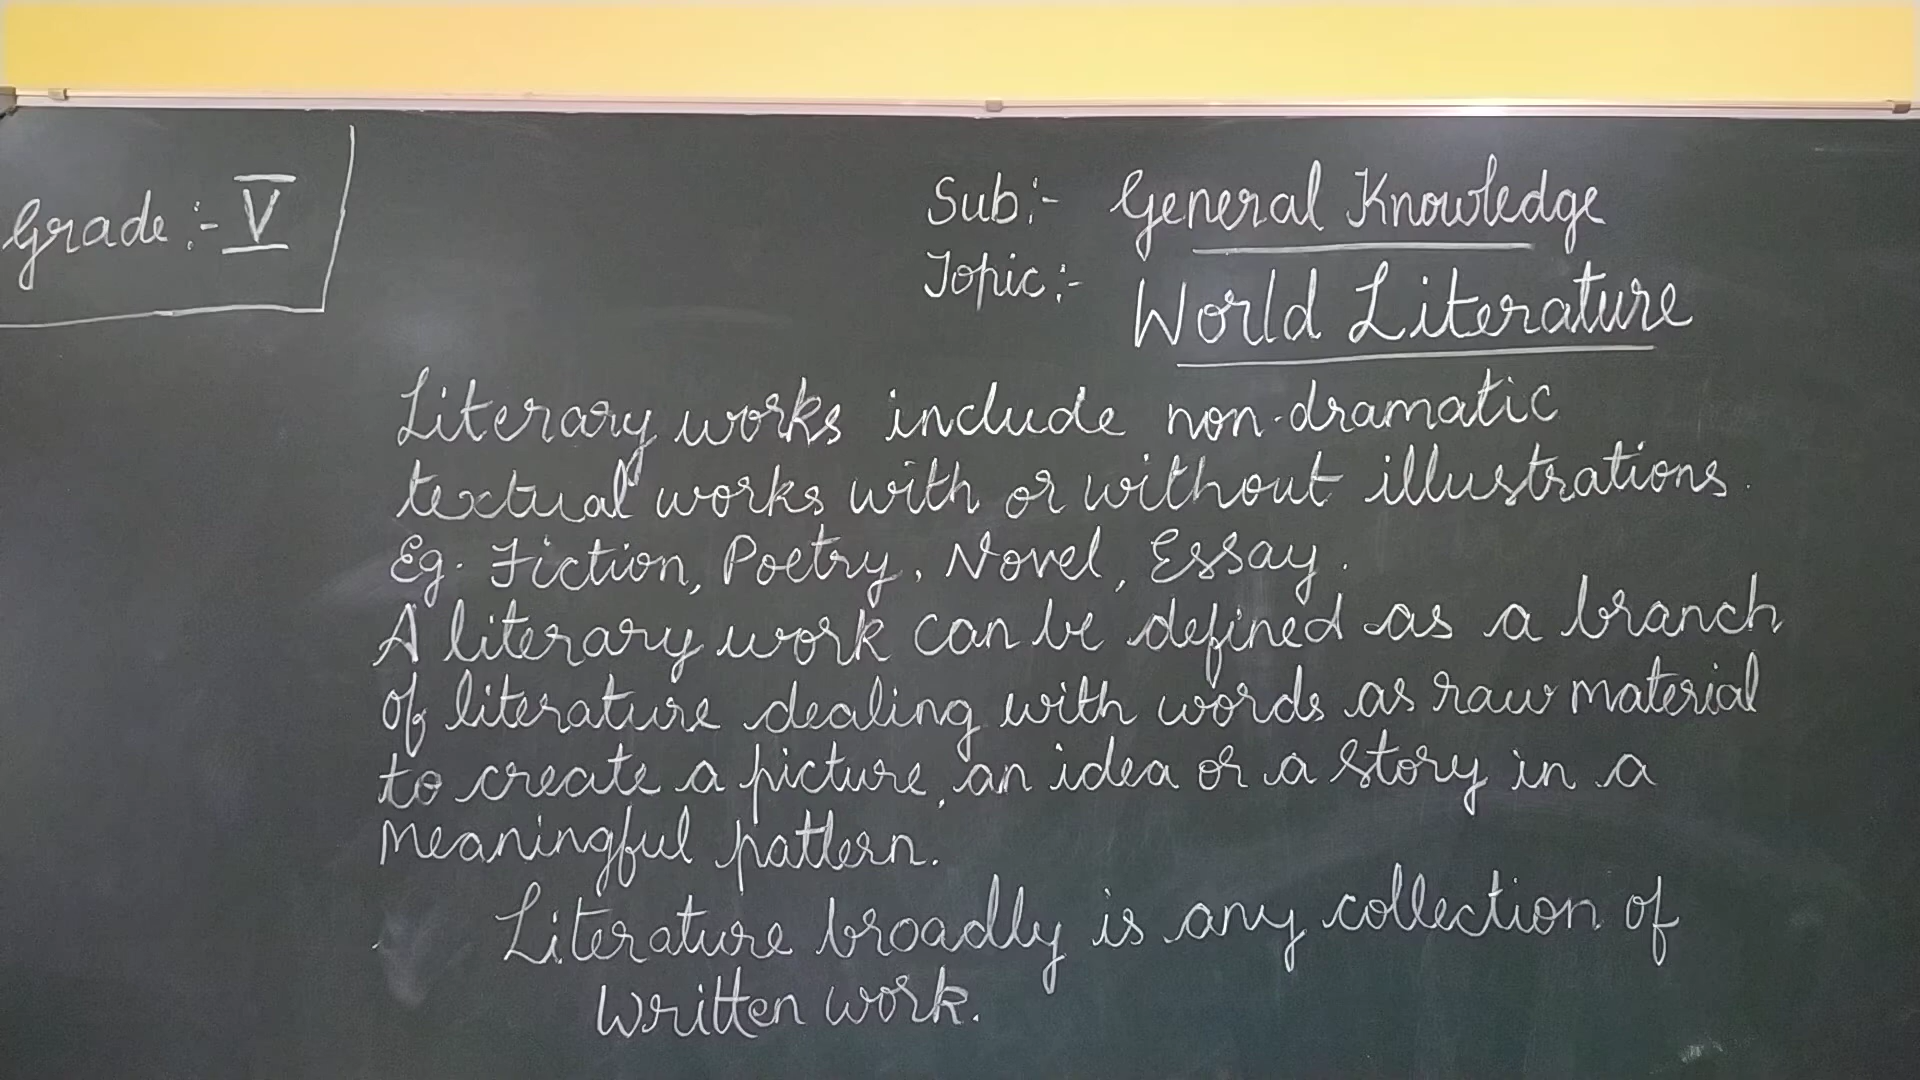 Grade :- V
Sub :- General Knowledge
Topic :- World Literature
Literary works include non-dramatic
textual works with or without illustrations.
Eg. Fiction, Poetry, Novel, Essay.
A literary work can be defined as a branch
of literature dealing with words as raw material
to create a picture, an idea or a story in a
meaningful pattern.
Literature broadly is any collection of
Written work.